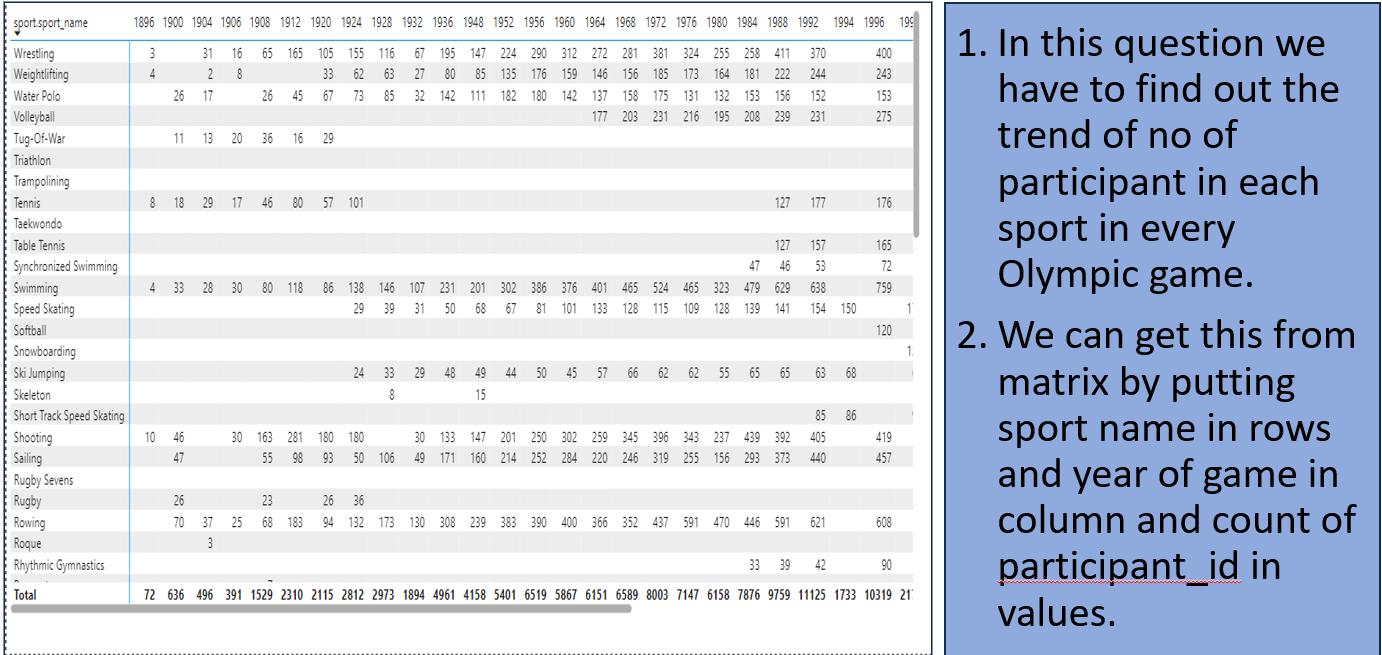 sport.sport_name 1896 1900 1904 1906 1908 1912 1920 1924 1928 1932 1936 1948 1952 1956 1960 1964 1968 1972 1976 1980 1984 1988 1992 1994 1996
Wrestling 3 31 16 65 165 105 155 116 67 195 147 224 290 312 272 281 381 324 255 258 411 370 400
Weightlifting 4 2 8 33 62 63 27 80 85 135 176 159 146 156 185 173 164 181 222 244 243
Water Polo 26 17 26 45 67 73 85 32 142 111 182 180 142 137 158 175 131 132 153 156 152 153
Volleyball 177 203 231 216 195 208 239 231 275
Tug-Of-War 11 13 20 36 16 29
Triathlon
Trampolining
Tennis 8 18 29 17 46 80 57 101 127 177 176
Taekwondo
Table Tennis 127 157 165
Synchronized Swimming 47 46 53 72
Swimming 4 33 28 30 80 118 86 138 146 107 231 201 302 386 376 401 465 524 465 323 479 629 638 759
Speed Skating 29 39 31 50 68 67 81 101 133 128 115 109 128 139 141 154 150
Softball 120
Snowboarding
Ski Jumping 24 33 29 48 49 44 50 45 57 66 62 62 55 65 65 63 68
Skeleton 8 15
Short Track Speed Skating 85 86
Shooting 10 46 30 163 281 180 180 30 133 147 201 250 302 259 345 396 343 237 439 392 405 419
Sailing 47 55 98 93 50 106 49 171 160 214 252 284 220 246 319 255 156 293 373 440 457
Rugby Sevens
Rugby 26 23 26 36
Rowing 70 37 25 68 183 94 132 173 130 308 239 383 390 400 366 352 437 591 470 446 591 621 608
Roque 3
Rhythmic Gymnastics 33 39 42 90
Total 72 636 496 391 1529 2310 2115 2812 2973 1894 4961 4158 5401 6519 5867 6151 6589 8003 7147 6158 7876 9759 11125 1733 10319
1. In this question we
have to find out the
trend of no of
participant in each
sport in every
Olympic game.
2. We can get this from
matrix by putting
sport name in rows
and year of game in
column and count of
participant_id in
values.